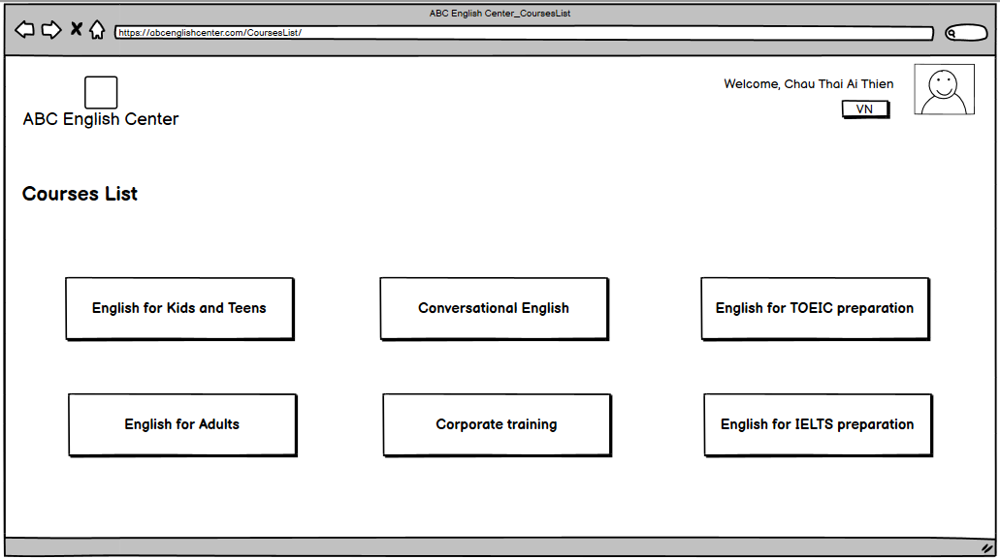 ABC English Center_CoursesList
https://abcenglishcenter.com/CoursesList/
Welcome, Chau Thai Ai Thien
VN
ABC English Center
Courses List
English for Kids and Teens
Conversational English
English for TOEIC preparation
English for Adults
Corporate training
English for IELTS preparation